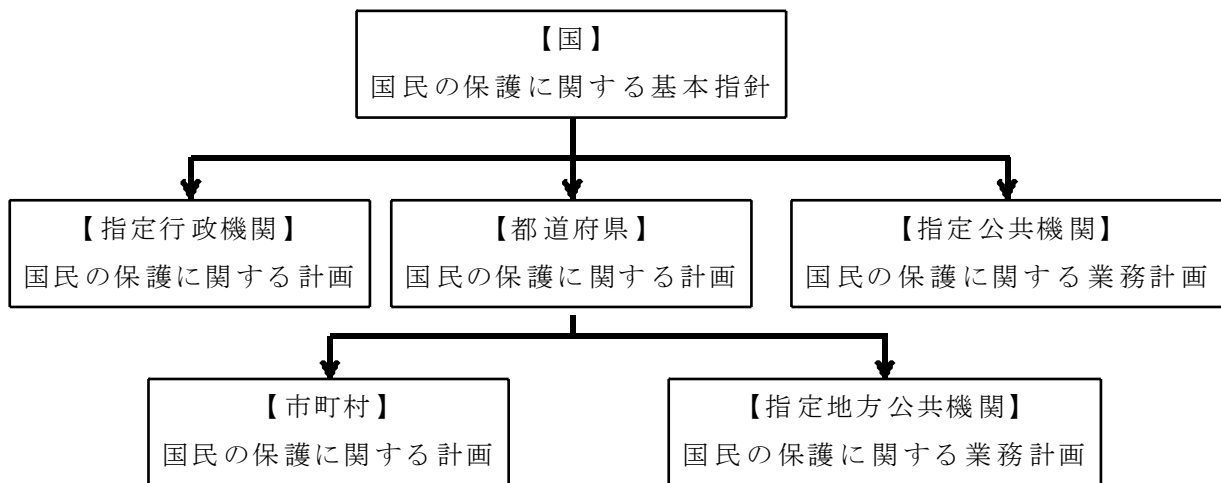 【国】
国民の保護に関する基本指針
【指定行政機関】
国民の保護に関する計画
【都道府県】
国民の保護に関する計画
【指定公共機関】
国民の保護に関する業務計画
【市町村】
国民の保護に関する計画
【指定地方公共機関】
国民の保護に関する業務計画